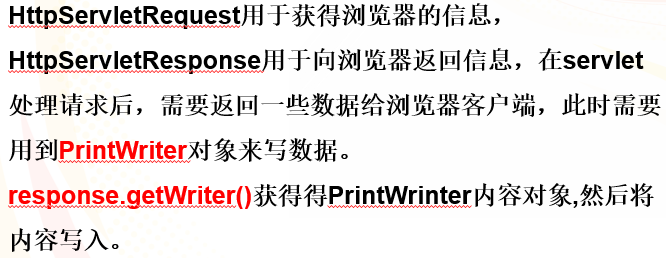 HttpServletRequest用于获得浏览器的信息，
HttpServletResponse用于向浏览器返回信息，在servlet
处理请求后，需要返回一些数据给浏览器客户端，此时需要
用到PrintWriter对象来写数据。
response.getWriter()获得得PrintWrinter内容对象,然后将
内容写入。